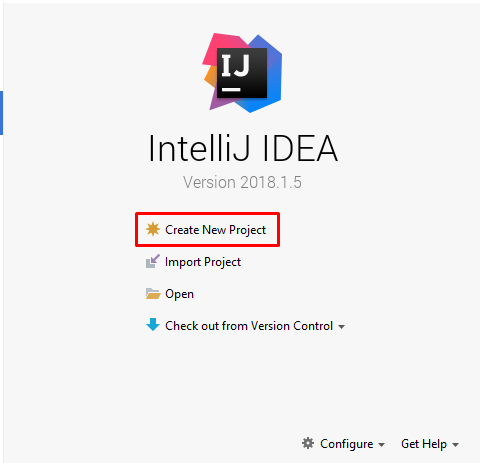 IJ
IntelliJ IDEA
Version 2018.1.5
Create New Project
Import Project
Open
Check out from Version Control
Configure Get Help